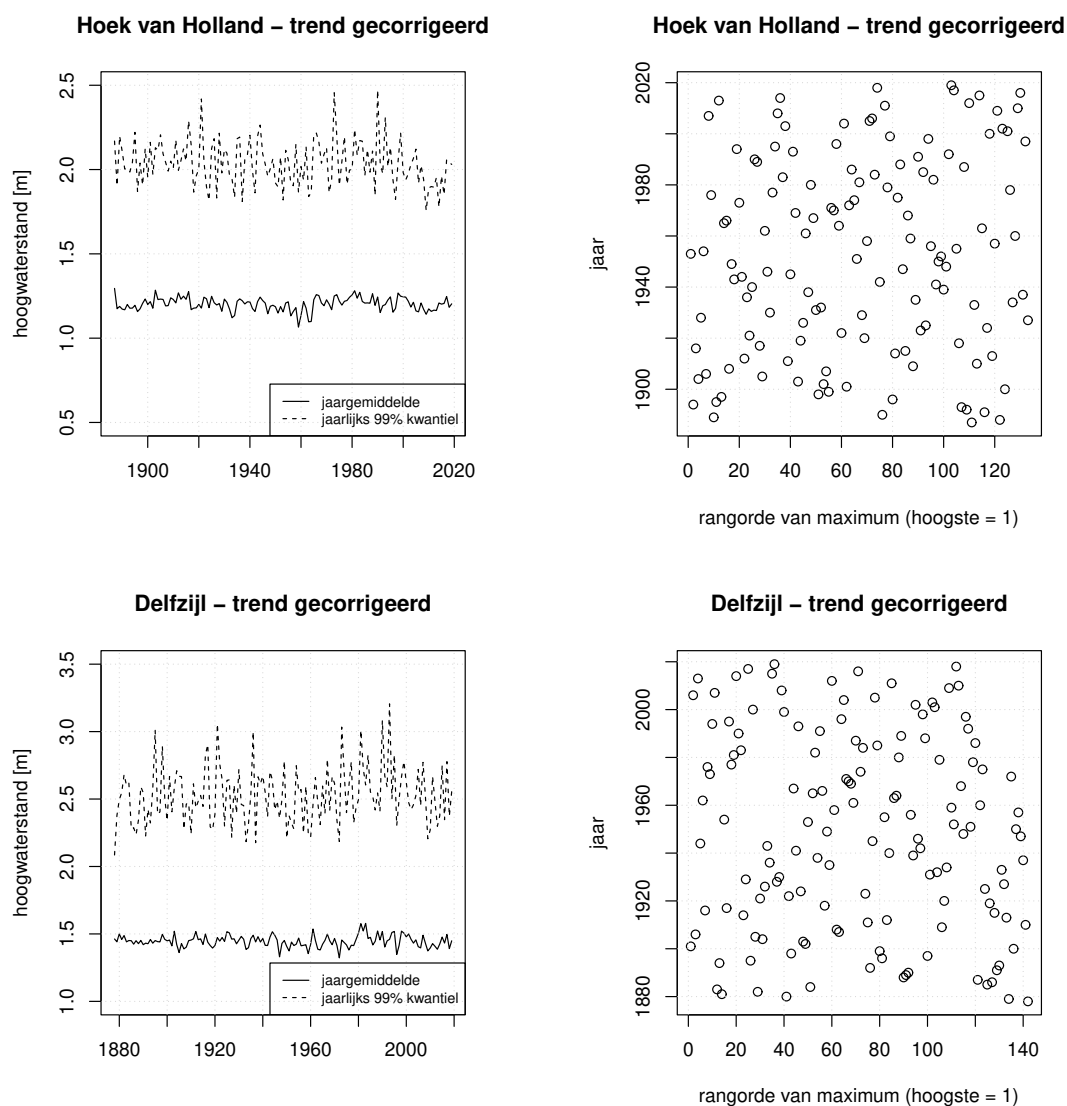 Hoek van Holland – trend gecorrigeerd
hoogwaterstand [m]
2.5
2.0
1.5
1.0
0.5
jaargemiddelde
jaarlijks 99% kwantiel
1900 1940 1980 2020
Hoek van Holland – trend gecorrigeerd
jaar
2020
1980
1940
1900
0 20 40 60 80 100 120
rangorde van maximum (hoogste = 1)
Delfzijl – trend gecorrigeerd
hoogwaterstand [m]
3.5
3.0
2.5
2.0
1.5
1.0
jaargemiddelde
jaarlijks 99% kwantiel
1880 1920 1960 2000
Delfzijl – trend gecorrigeerd
jaar
2000
1960
1920
1880
0 20 40 60 80 100 140
rangorde van maximum (hoogste = 1)